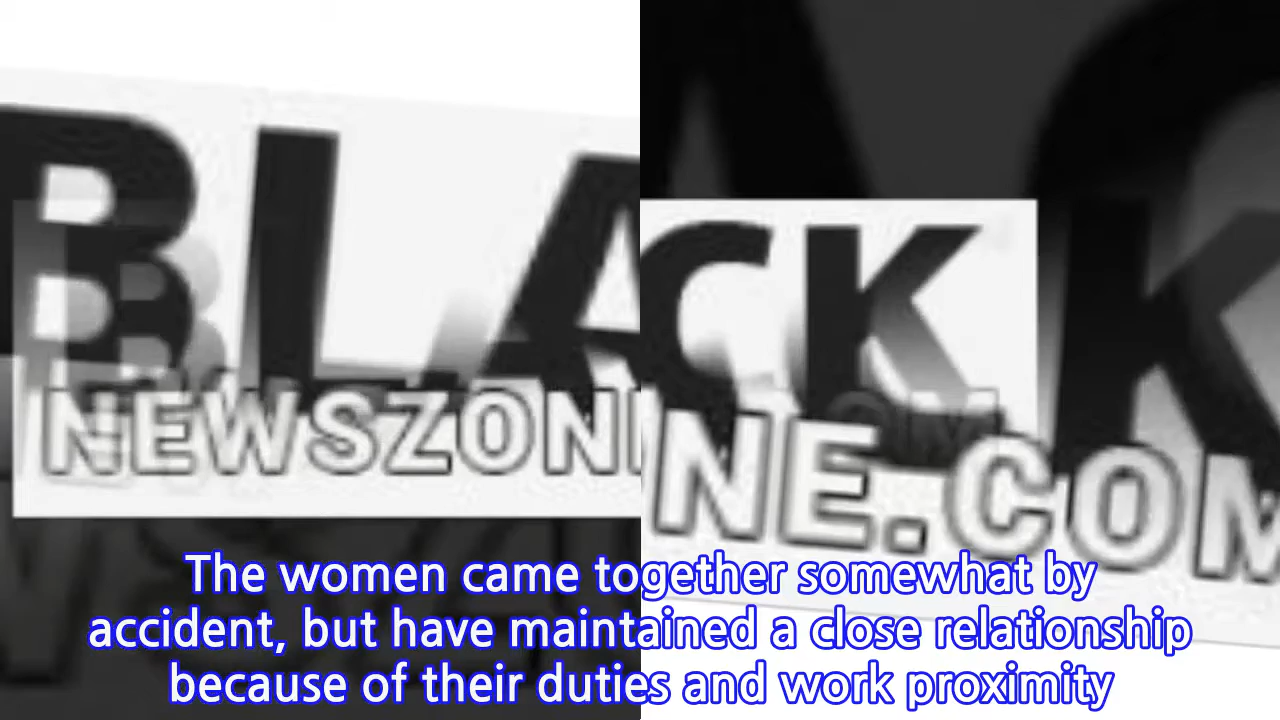 BLACK
NEWSZONE.COM
The women came together somewhat by
accident, but have maintained a close relationship
because of their duties and work proximity